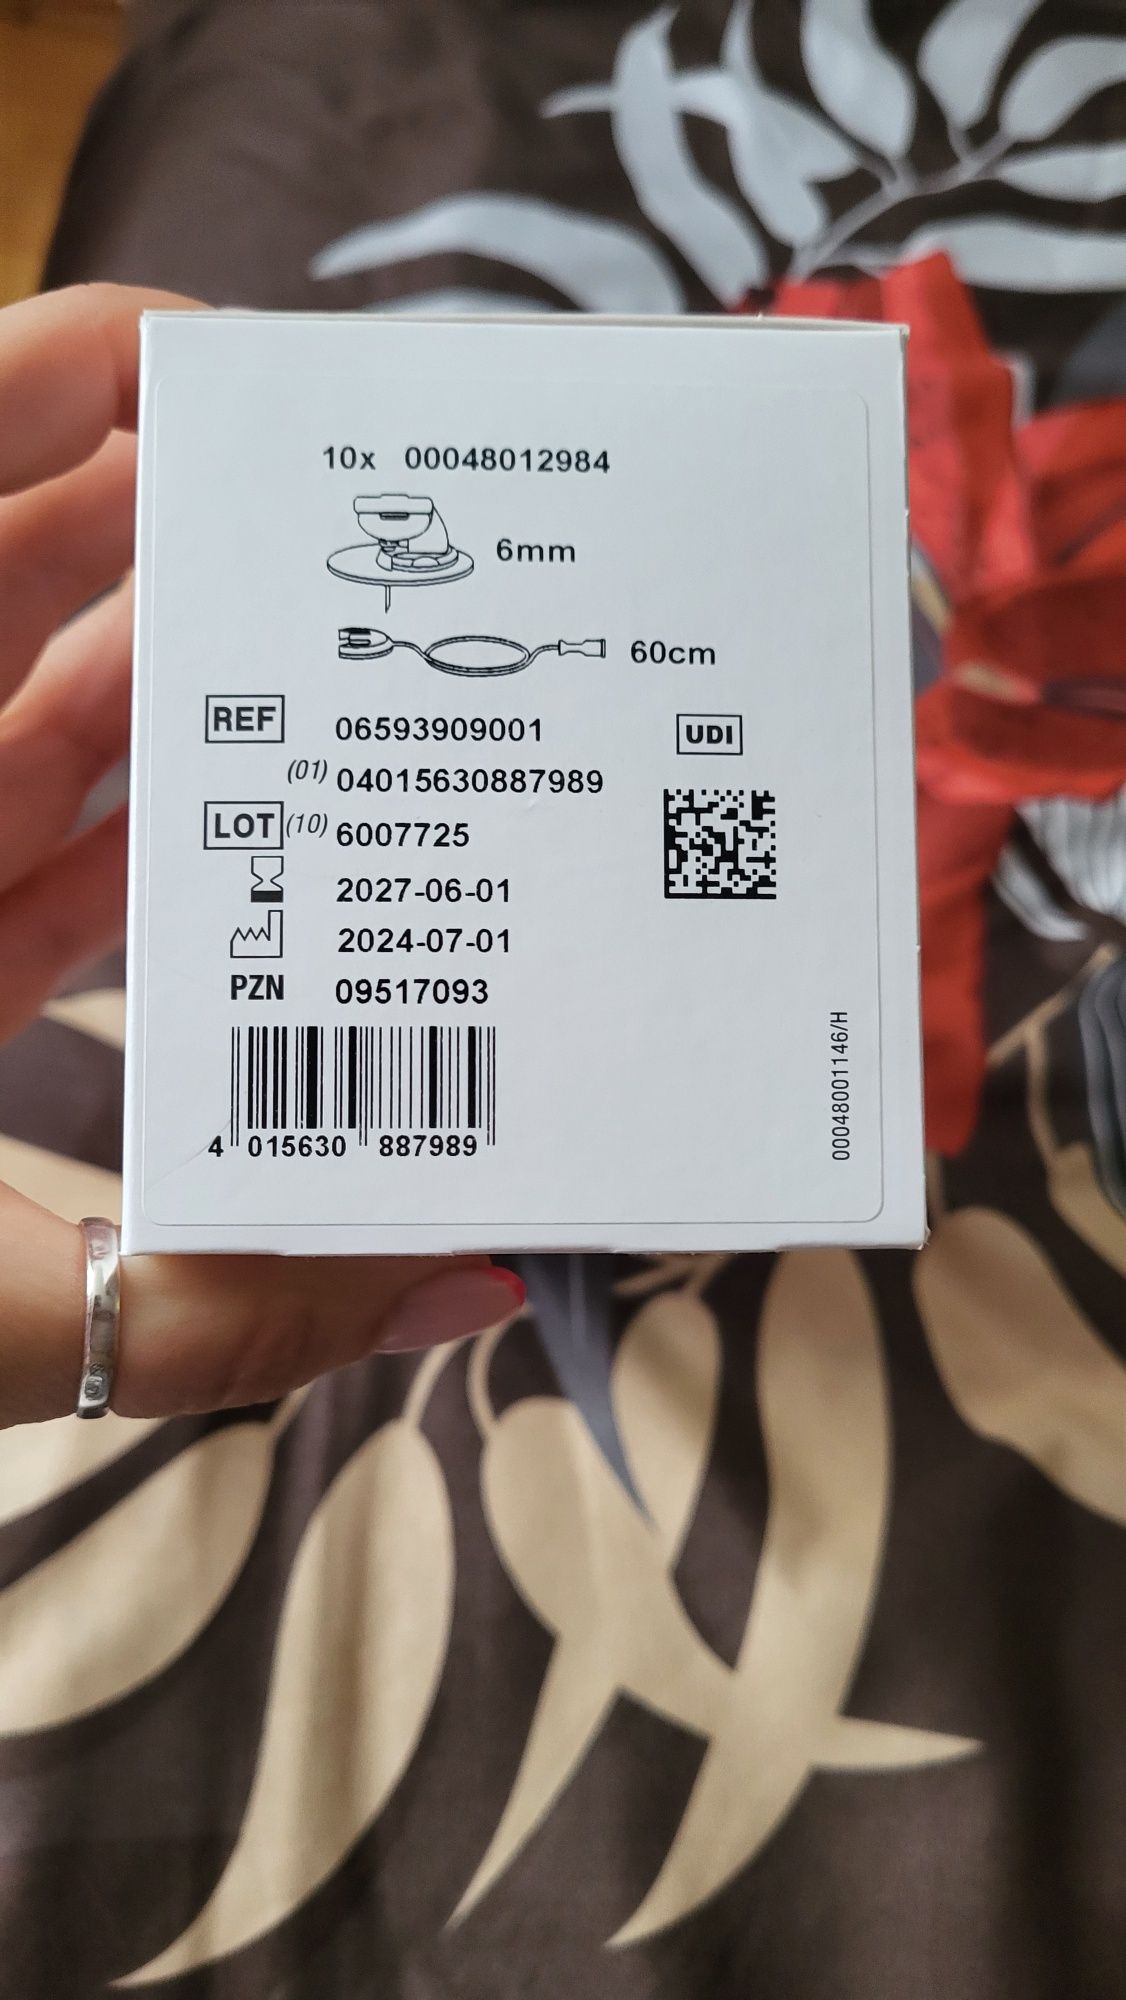 10x 00048012984
6mm
60cm
REF 06593909001
UDI
(01) 04015630887989
LOT (10) 6007725
2027-06-01
2024-07-01
PZN 09517093
4 015630 887989
00048001146/H